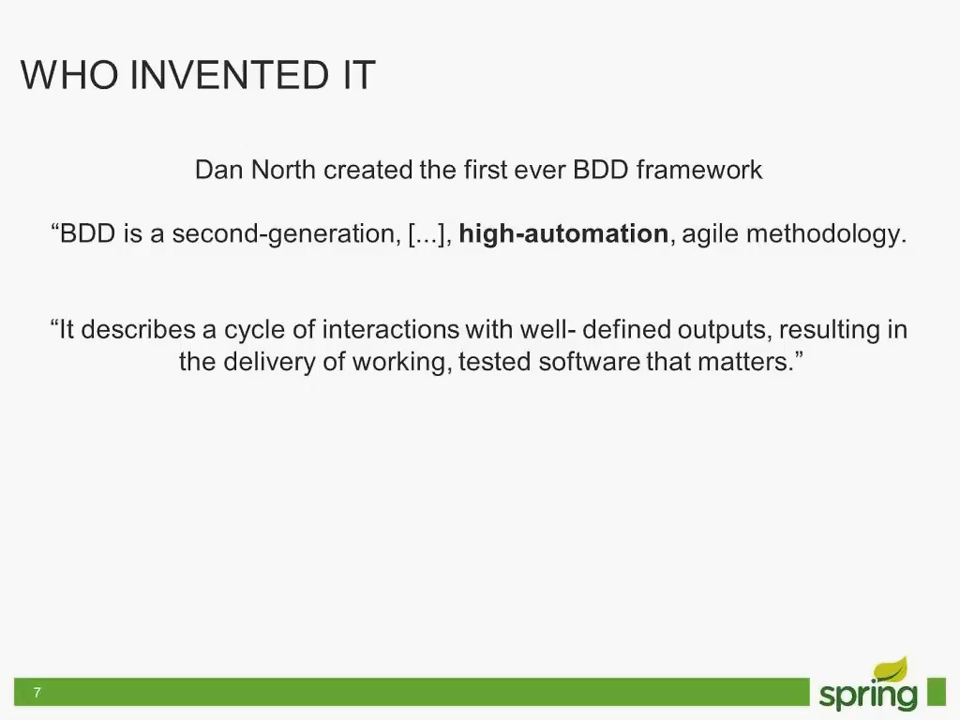 WHO INVENTED IT
Dan North created the first ever BDD framework
“BDD is a second-generation, [...], high-automation, agile methodology.
“It describes a cycle of interactions with well- defined outputs, resulting in
the delivery of working, tested software that matters.”
7
spring